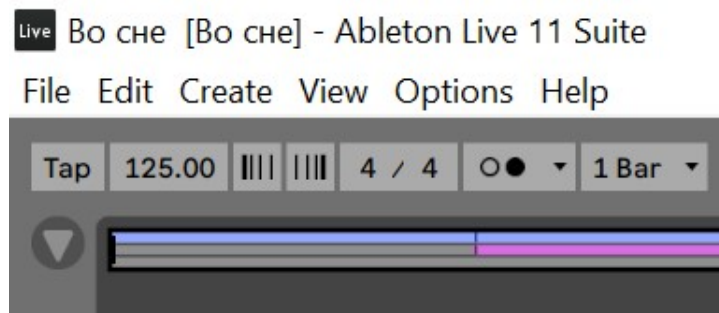 Live Во сне [Во сне] - Ableton Live 11 Suite
File Edit Create View Options Help
Tap 125.00 4 / 4 1 Bar